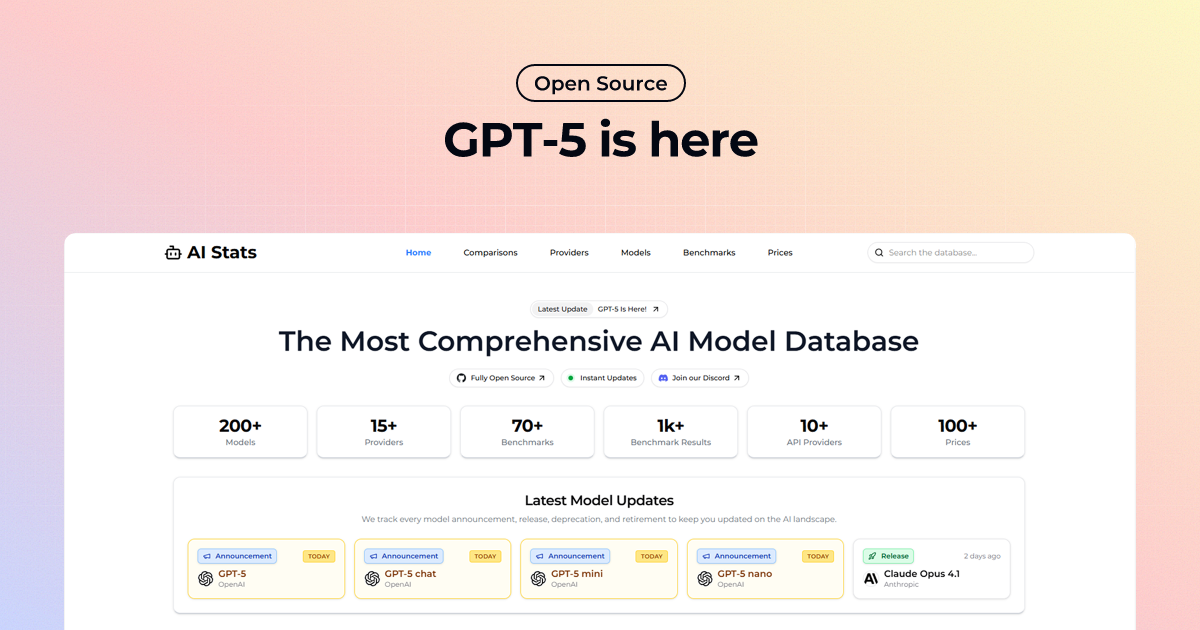 Open Source
GPT-5 is here
AI Stats
Home Comparisons Providers Models Benchmarks Prices
Search the database...
Latest Update GPT-5 Is Here!
The Most Comprehensive AI Model Database
Fully Open Source Instant Updates Join our Discord
200+ 15+ 70+ 1k+ 10+ 100+
Models Providers Benchmarks Benchmark Results API Providers Prices
Latest Model Updates
We track every model announcement, release, deprecation, and retirement to keep you updated on the AI landscape.
Announcement TODAY Announcement TODAY Announcement TODAY Announcement TODAY Release 2 days ago
GPT-5 GPT-5 chat GPT-5 mini GPT-5 nano Claude Opus 4.1
OpenAI OpenAI OpenAI OpenAI Anthropic